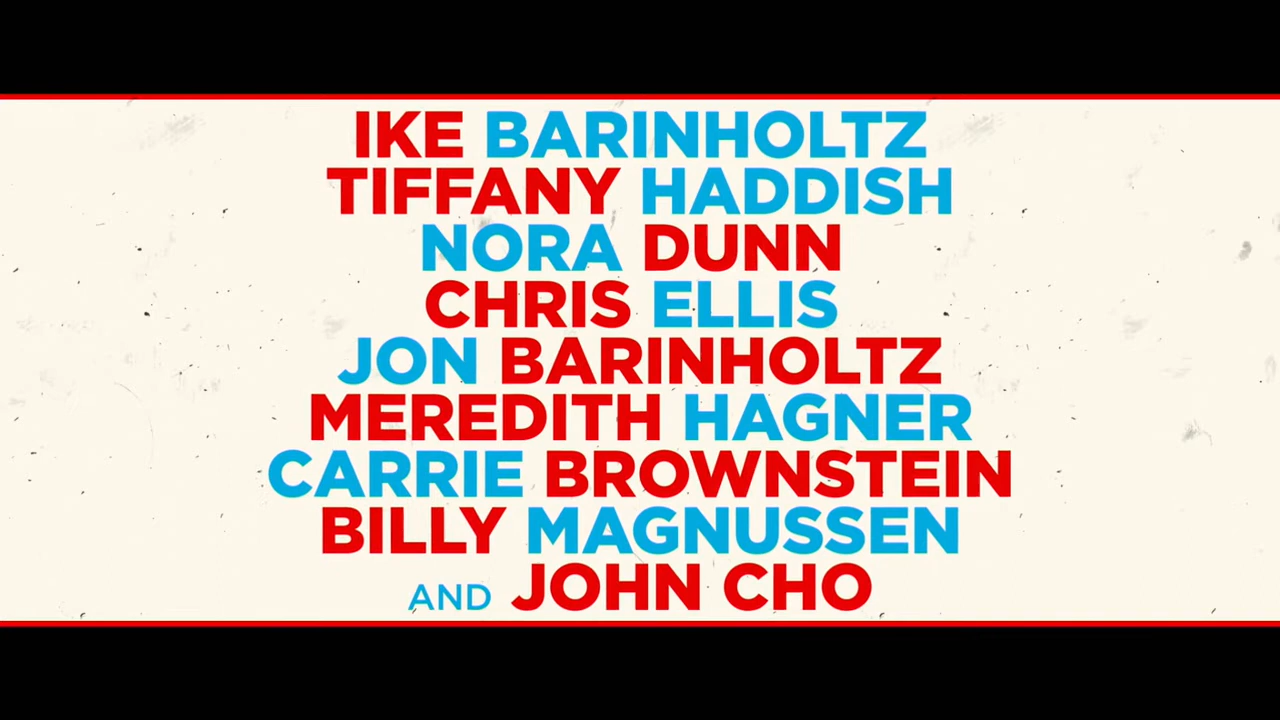 IKE BARINHOLTZ
TIFFANY HADDISH
NORA DUNN
CHRIS ELLIS
JON BARINHOLTZ
MEREDITH HAGNER
CARRIE BROWNSTEIN
BILLY MAGNUSSEN
AND JOHN CHO